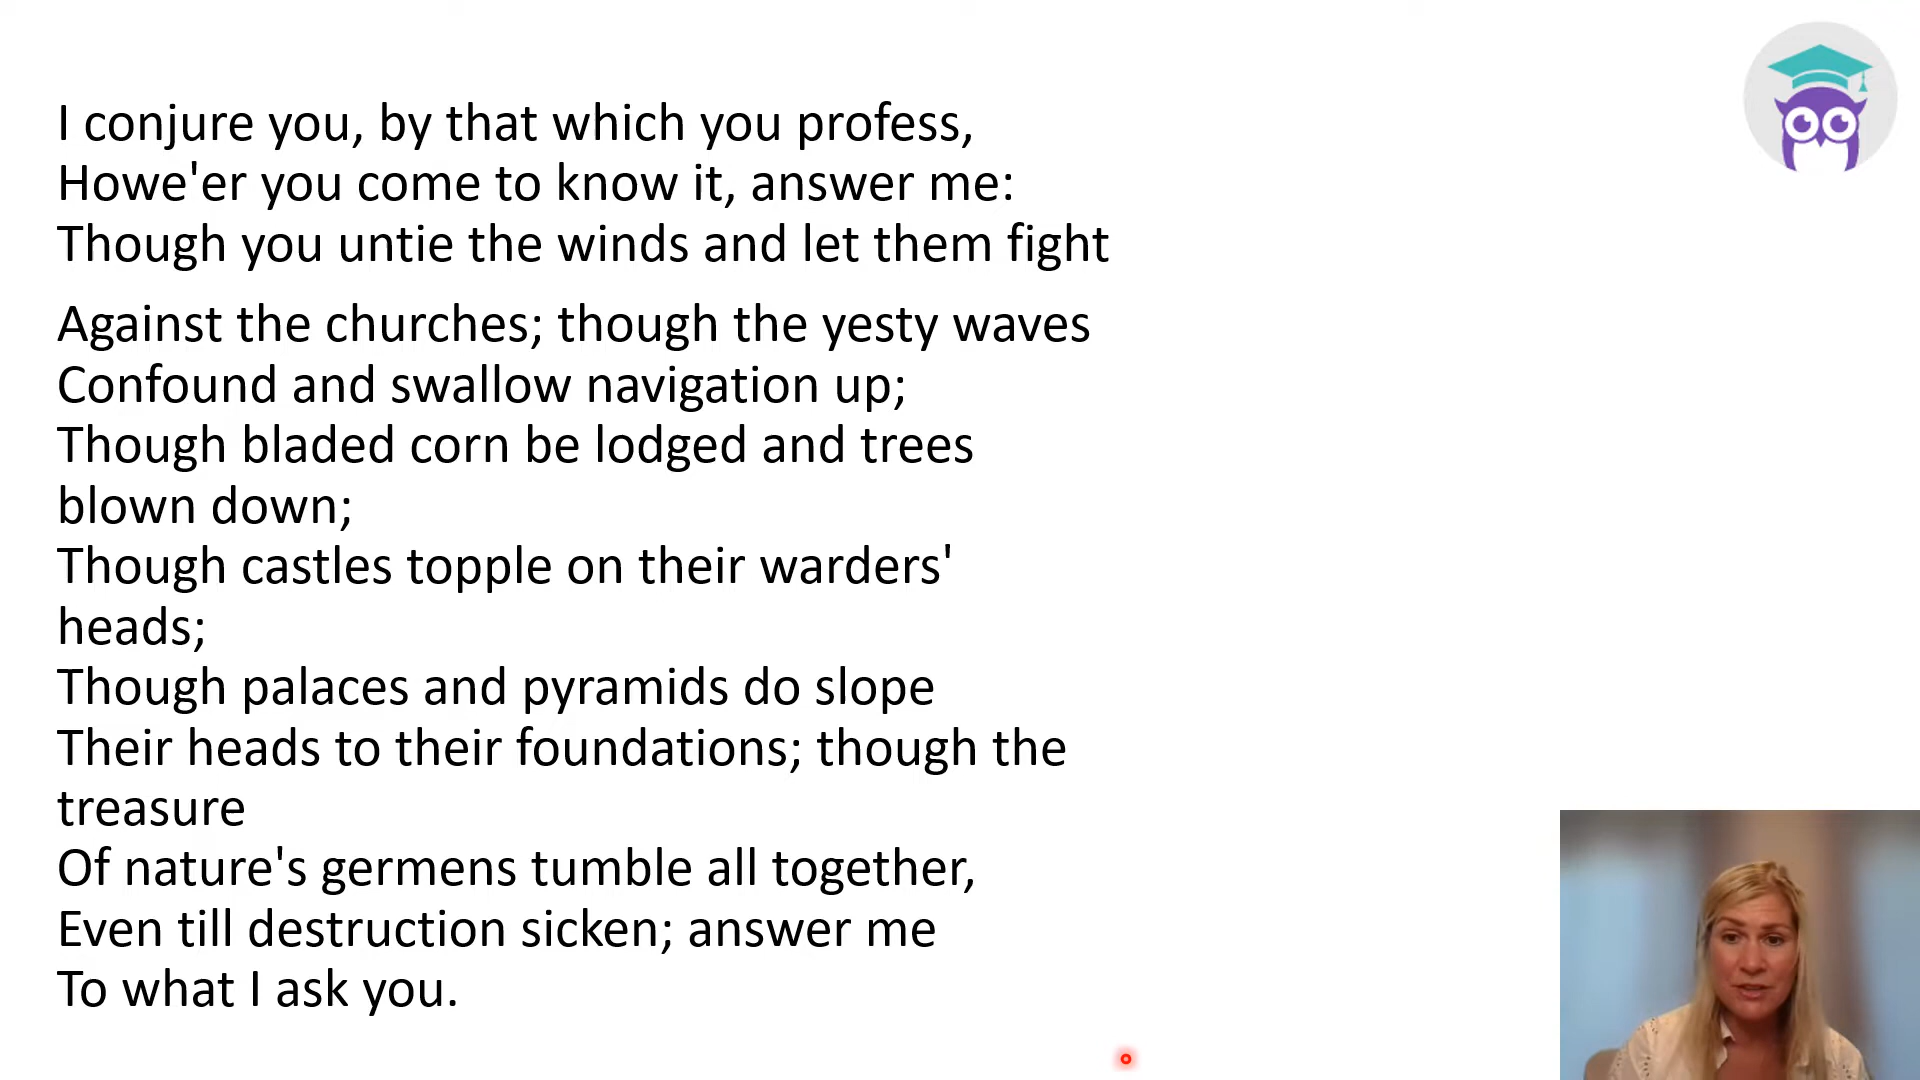 I conjure you, by that which you profess,
Howe'er you come to know it, answer me:
Though you untie the winds and let them fight
Against the churches; though the yesty waves
Confound and swallow navigation up;
Though bladed corn be lodged and trees
blown down;
Though castles topple on their warders'
heads;
Though palaces and pyramids do slope
Their heads to their foundations; though the
treasure
Of nature's germens tumble all together,
Even till destruction sicken; answer me
To what I ask you.